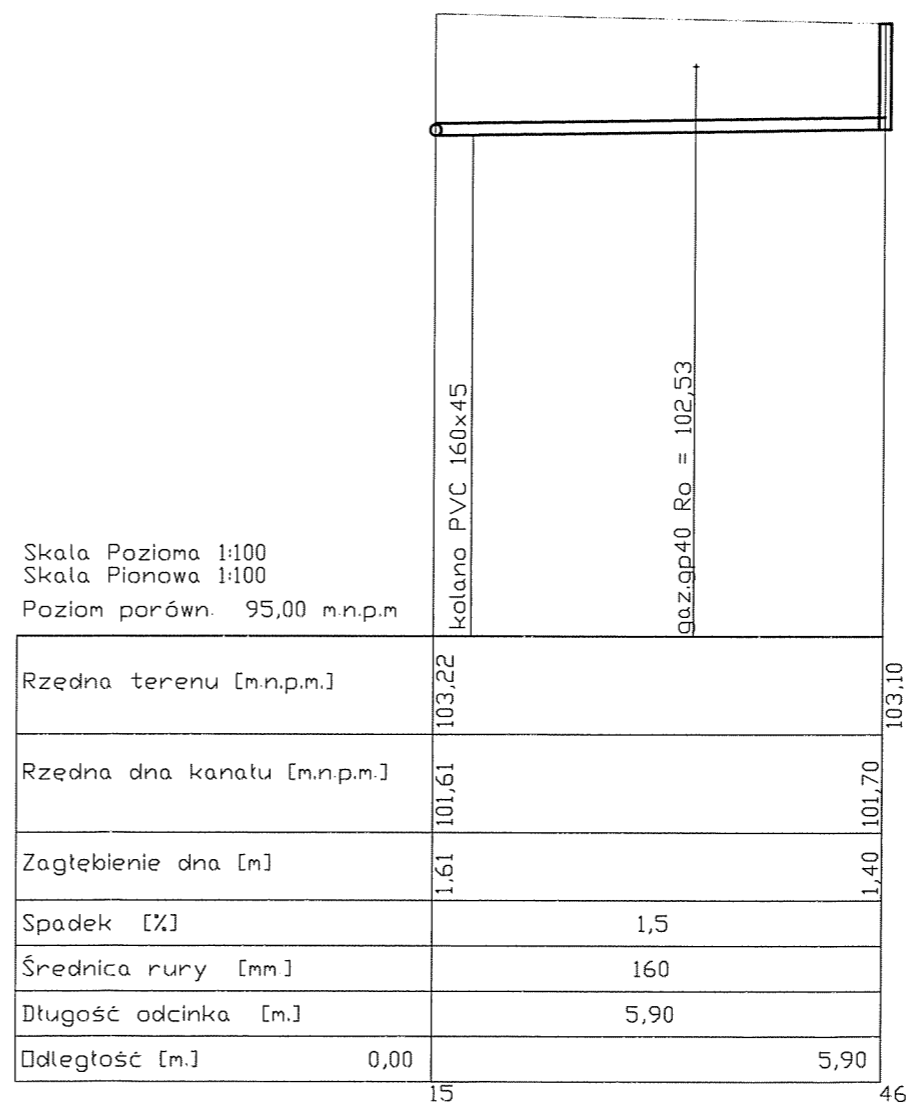 kolano PVC 160x45
gaz.gp40 Ro = 102,53
Skala Pozioma 1:100
Skala Pionowa 1:100
Poziom porówn. 95,00 m.n.p.m
Rzędna terenu [m.n.p.m.] 103,22 103,10
Rzędna dna kanału [m.n.p.m.] 101,61 101,70
Zagłębienie dna [m] 1,61 1,40
Spadek [%] 1,5
Średnica rury [mm.] 160
Długość odcinka [m.] 5,90
Odległość [m.] 0,00 5,90
15 46